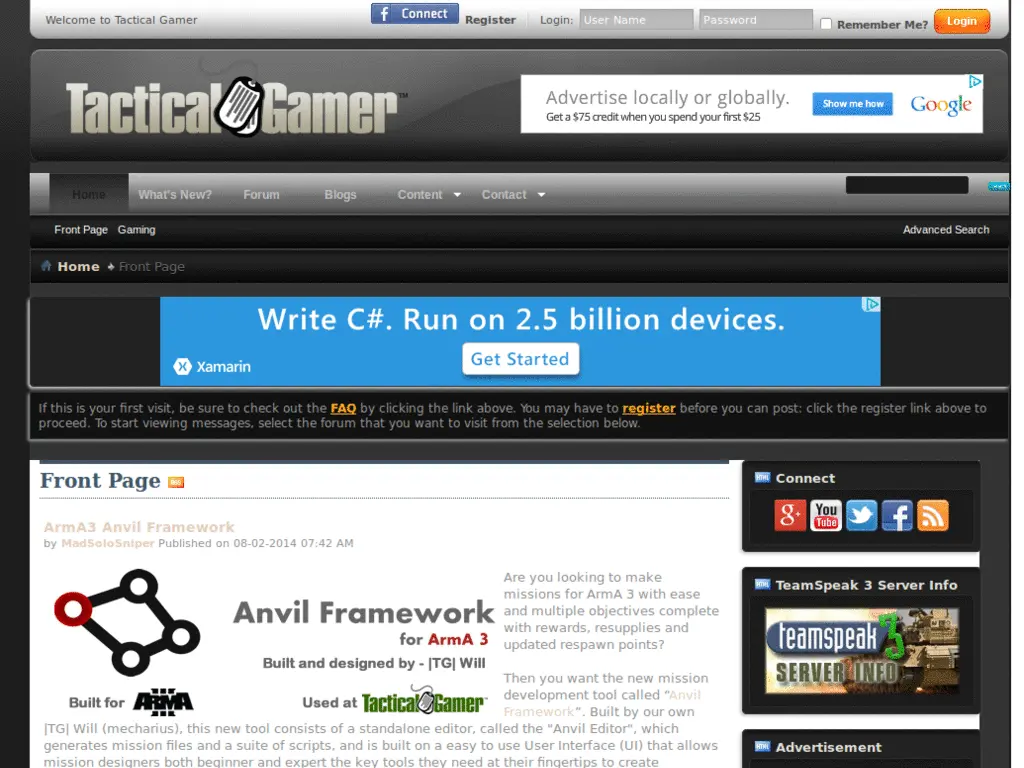 Welcome to Tactical Gamer
f Connect Register Login: User Name Password Remember Me? Login
Tactical Gamer™
Advertise locally or globally.
Get a $75 credit when you spend your first $25
Show me how
Google
Home What's New? Forum Blogs Content Contact
Front Page Gaming Advanced Search
Home Front Page
Write C#. Run on 2.5 billion devices.
Get Started
Xamarin
If this is your first visit, be sure to check out the FAQ by clicking the link above. You may have to register before you can post: click the register link above to
proceed. To start viewing messages, select the forum that you want to visit from the selection below.
Front Page
ArmA3 Anvil Framework
by MadSoloSniper Published on 08-02-2014 07:42 AM
Anvil Framework
for ArmA 3
Built and designed by - |TG| Will
Built for ARMA III
Used at Tactical Gamer
Are you looking to make
missions for ArmA 3 with ease
and multiple objectives complete
with rewards, resupplies and
updated respawn points?
Then you want the new mission
development tool called “Anvil
Framework”. Built by our own
|TG| Will (mecharius), this new tool consists of a standalone editor, called the "Anvil Editor", which
generates mission files and a suite of scripts, and is built on a easy to use User Interface (UI) that allows
mission designers both beginner and expert the key tools they need at their fingertips to create
HTML Connect
g+ You Tube f
HTML TeamSpeak 3 Server Info
teamspeak 3
SERVER INFO
HTML Advertisement